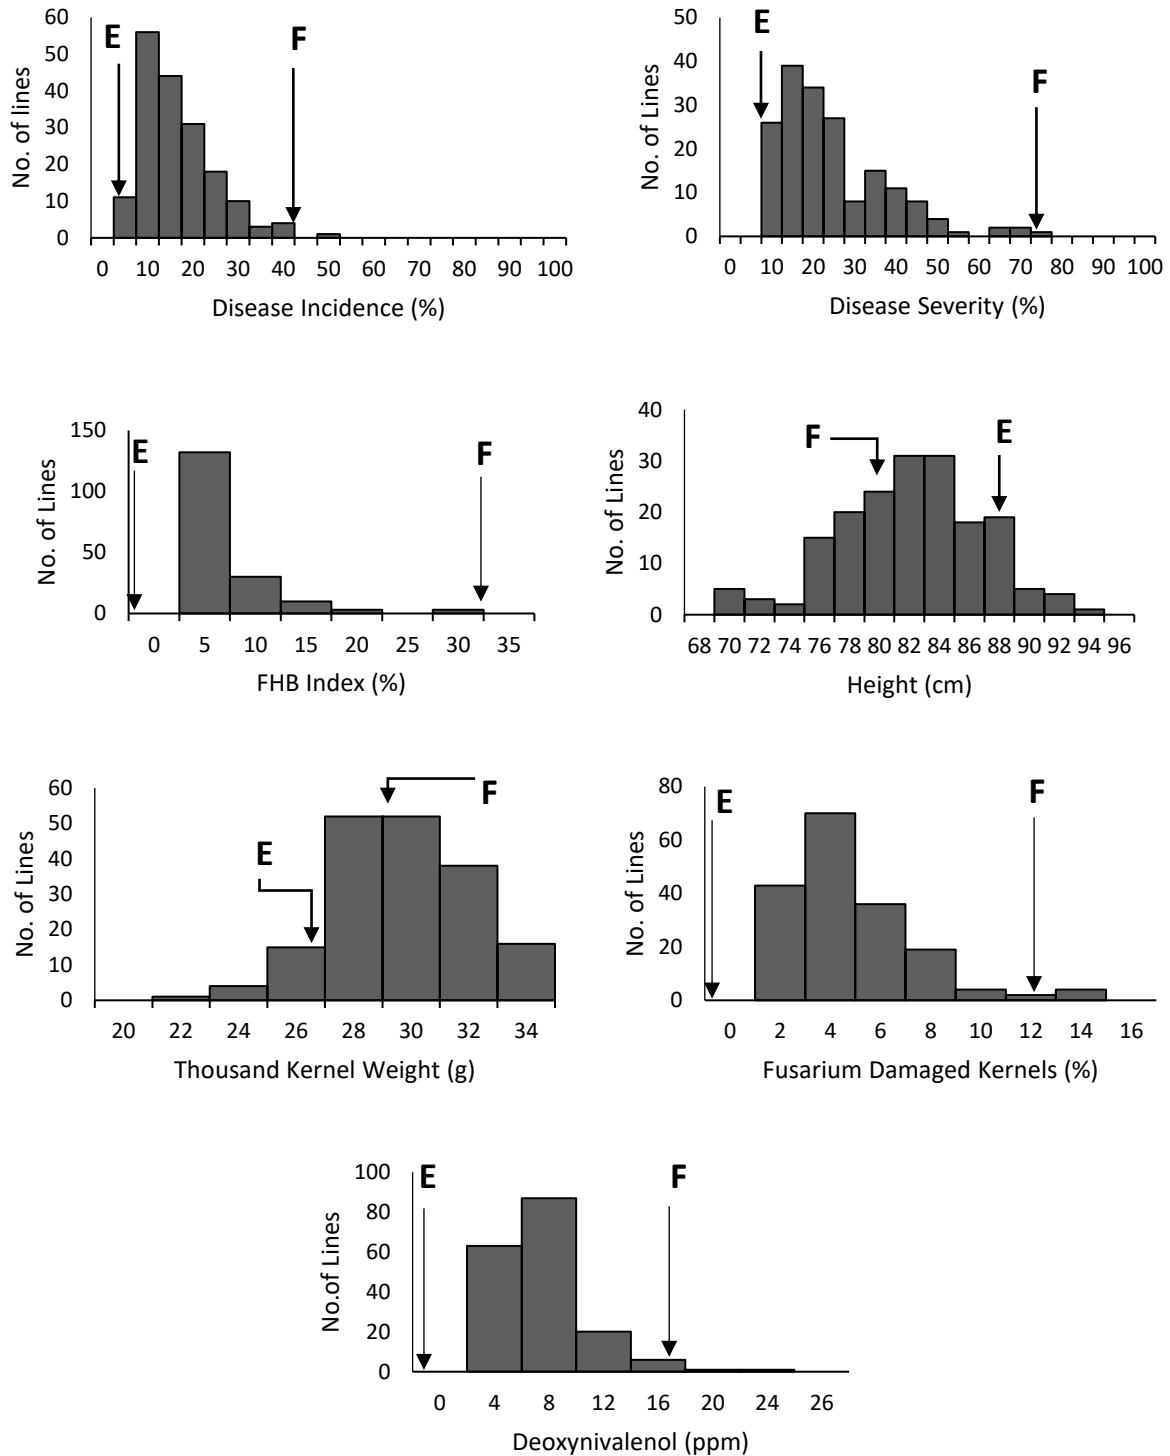 60
50
40
30
20
10
0
No. of lines
E
F
0 10 20 30 40 50 60 70 80 90 100
Disease Incidence (%)
50
40
30
20
10
0
No. of Lines
E
F
0 10 20 30 40 50 60 70 80 90 100
Disease Severity (%)
150
100
50
0
No. of Lines
E
F
0 5 10 15 20 25 30 35
FHB Index (%)
40
30
20
10
0
No. of Lines
F
E
68 70 72 74 76 78 80 82 84 86 88 90 92 94 96
Height (cm)
60
50
40
30
20
10
0
No. of Lines
E
F
20 22 24 26 28 30 32 34
Thousand Kernel Weight (g)
80
60
40
20
0
No. of Lines
E
F
0 2 4 6 8 10 12 14 16
Fusarium Damaged Kernels (%)
100
80
60
40
20
0
No.of Lines
E
F
0 4 8 12 16 20 24 26
Deoxynivalenol (ppm)